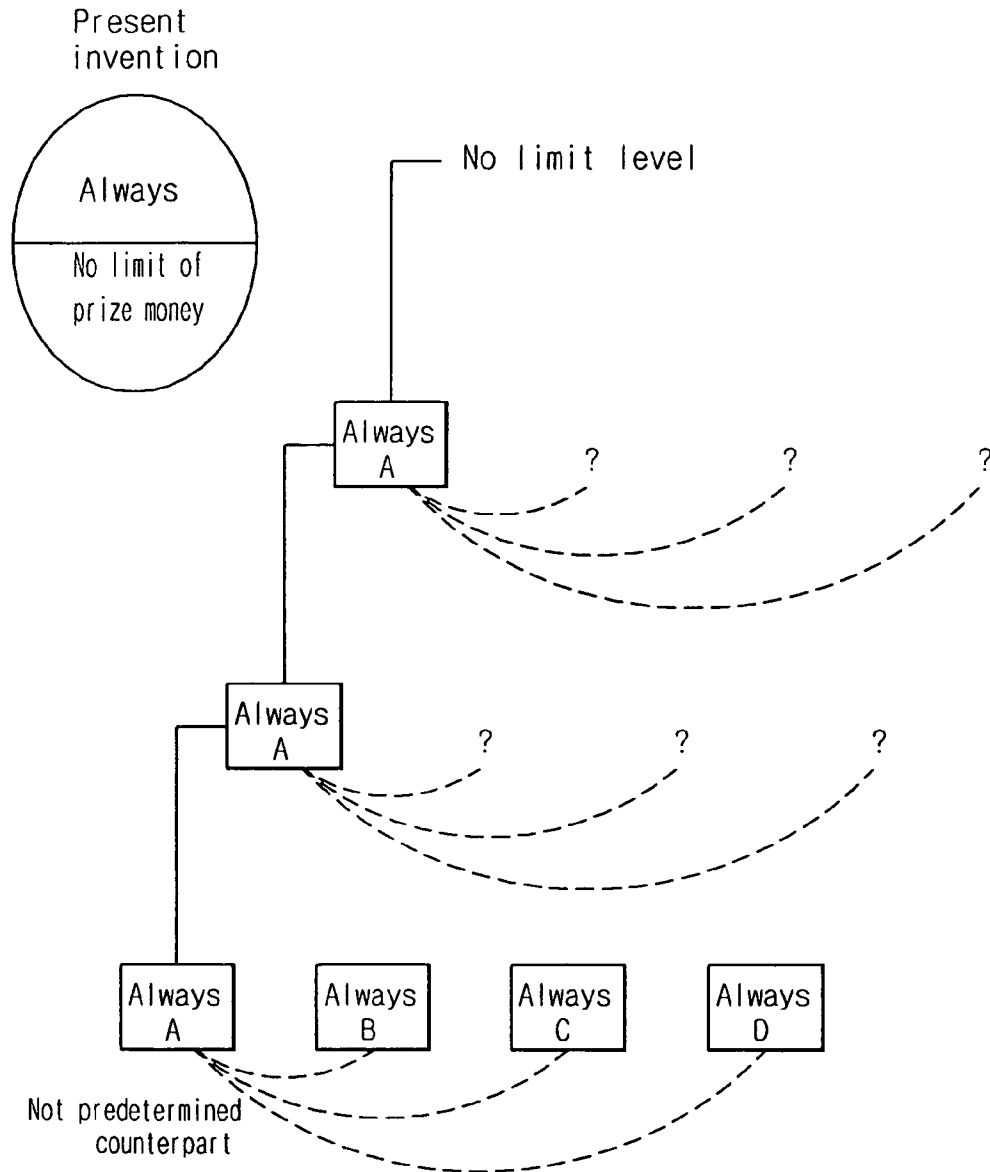 Present
invention
Always
No limit of
prize money
No limit level
Always
A
? ? ?
Always
A
? ? ?
Always
A
Always
B
Always
C
Always
D
Not predetermined
counterpart